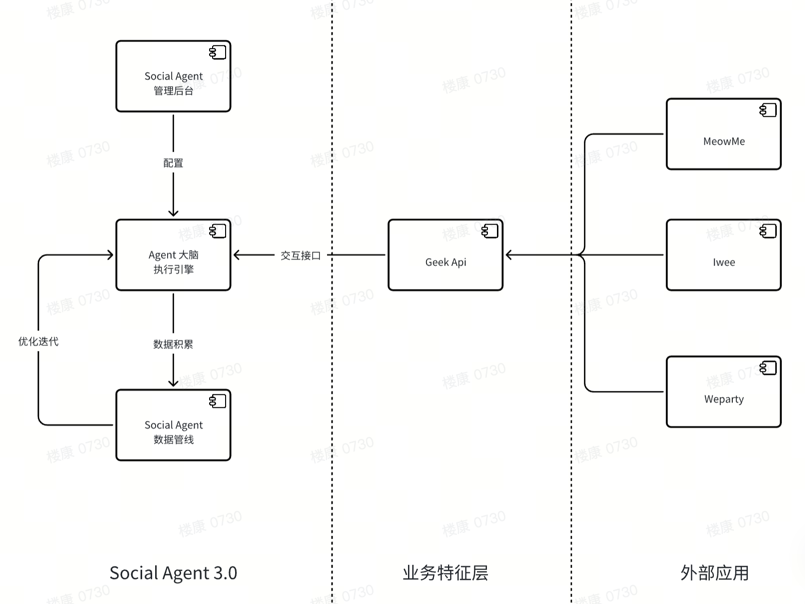 Social Agent
管理后台
配置
Agent 大脑
执行引擎
交互接口
Geek Api
MeowMe
Iwee
Weparty
优化迭代
数据积累
Social Agent
数据管线
Social Agent 3.0
业务特征层
外部应用
楼康 0730